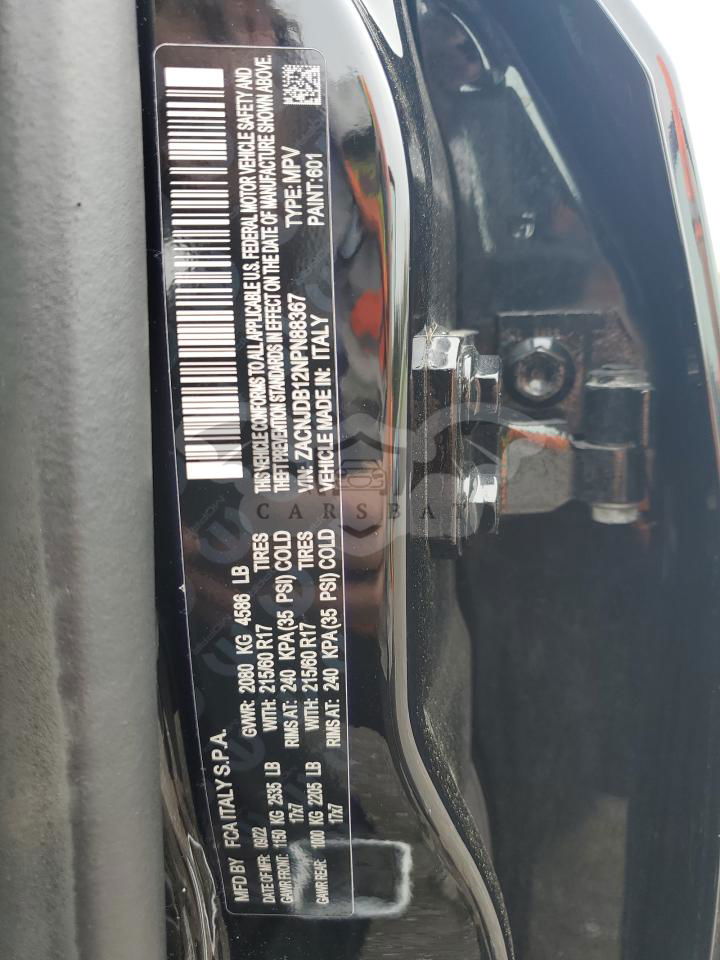 MFD BY FCA ITALY S.P.A.
DATE OF MFR: 09/22 GVWR: 2080 KG 4586 LB
GAWR FRONT: 1150 KG 2535 LB WITH: 215/60 R17 TIRES
17x7 RIMS AT: 240 KPA(35 PSI) COLD
GAWR REAR: 1000 KG 2205 LB WITH: 215/60 R17 TIRES
17x7 RIMS AT: 240 KPA(35 PSI) COLD
THIS VEHICLE CONFORMS TO ALL APPLICABLE U.S. FEDERAL MOTOR VEHICLE SAFETY AND
THEFT PREVENTION STANDARDS IN EFFECT ON THE DATE OF MANUFACTURE SHOWN ABOVE.
VIN: ZACNJDB12NPN88367 TYPE: MPV
VEHICLE MADE IN: ITALY PAINT: 601